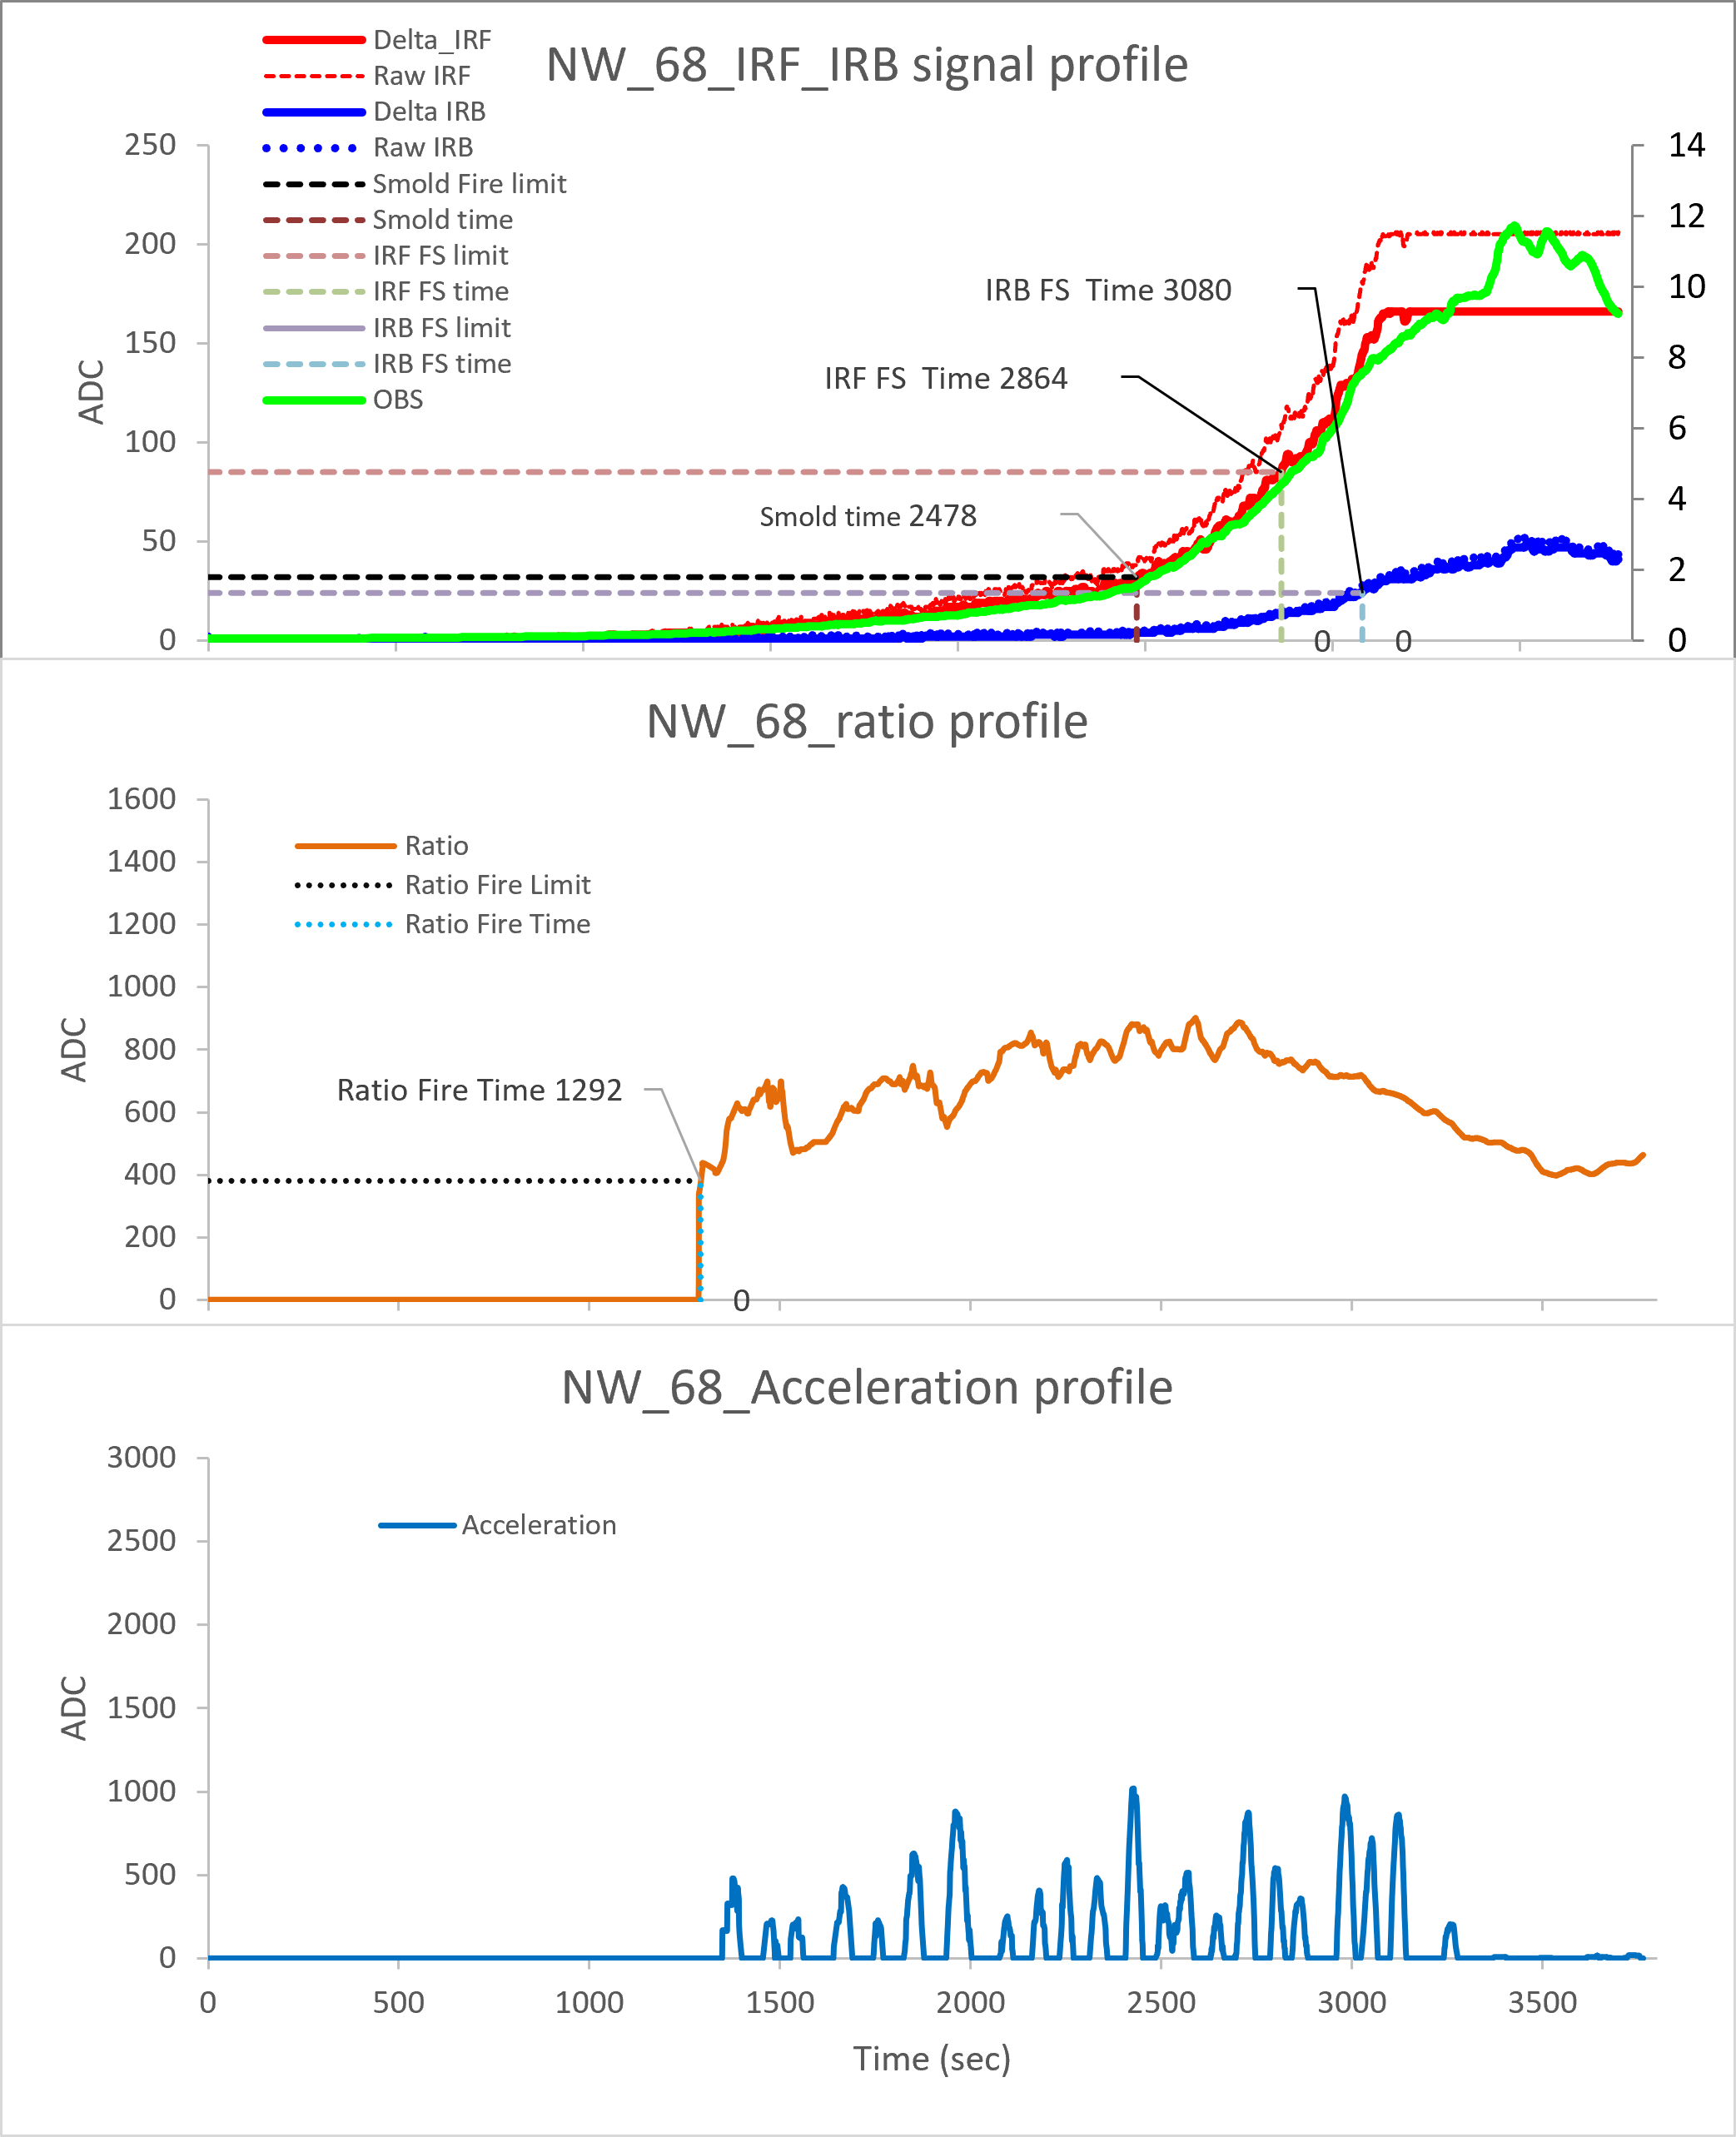 Delta_IRF
NW_68_IRF_IRB signal profile
Raw IRF
Delta IRB
Raw IRB
Smold Fire limit
Smold time
IRF FS limit
IRF FS time
IRB FS limit
IRB FS time
OBS
250
200
150
100
50
0
ADC
14
12
10
8
6
4
2
0
IRB FS  Time 3080
IRF FS  Time 2864
Smold time 2478
0
0
NW_68_ratio profile
1600
1400
1200
1000
800
600
400
200
0
ADC
Ratio
Ratio Fire Limit
Ratio Fire Time
Ratio Fire Time 1292
0
NW_68_Acceleration profile
3000
2500
2000
1500
1000
500
0
ADC
Acceleration
0 500 1000 1500 2000 2500 3000 3500
Time (sec)